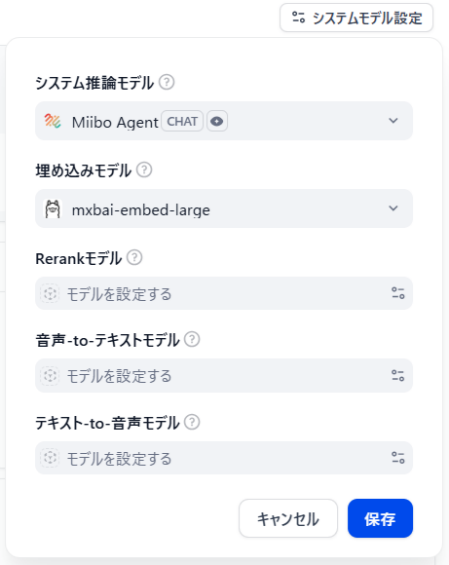 システムモデル設定
システム推論モデル
Miibo Agent CHAT
埋め込みモデル
mxbai-embed-large
Rerankモデル
モデルを設定する
音声-to-テキストモデル
モデルを設定する
テキスト-to-音声モデル
モデルを設定する
キャンセル 保存